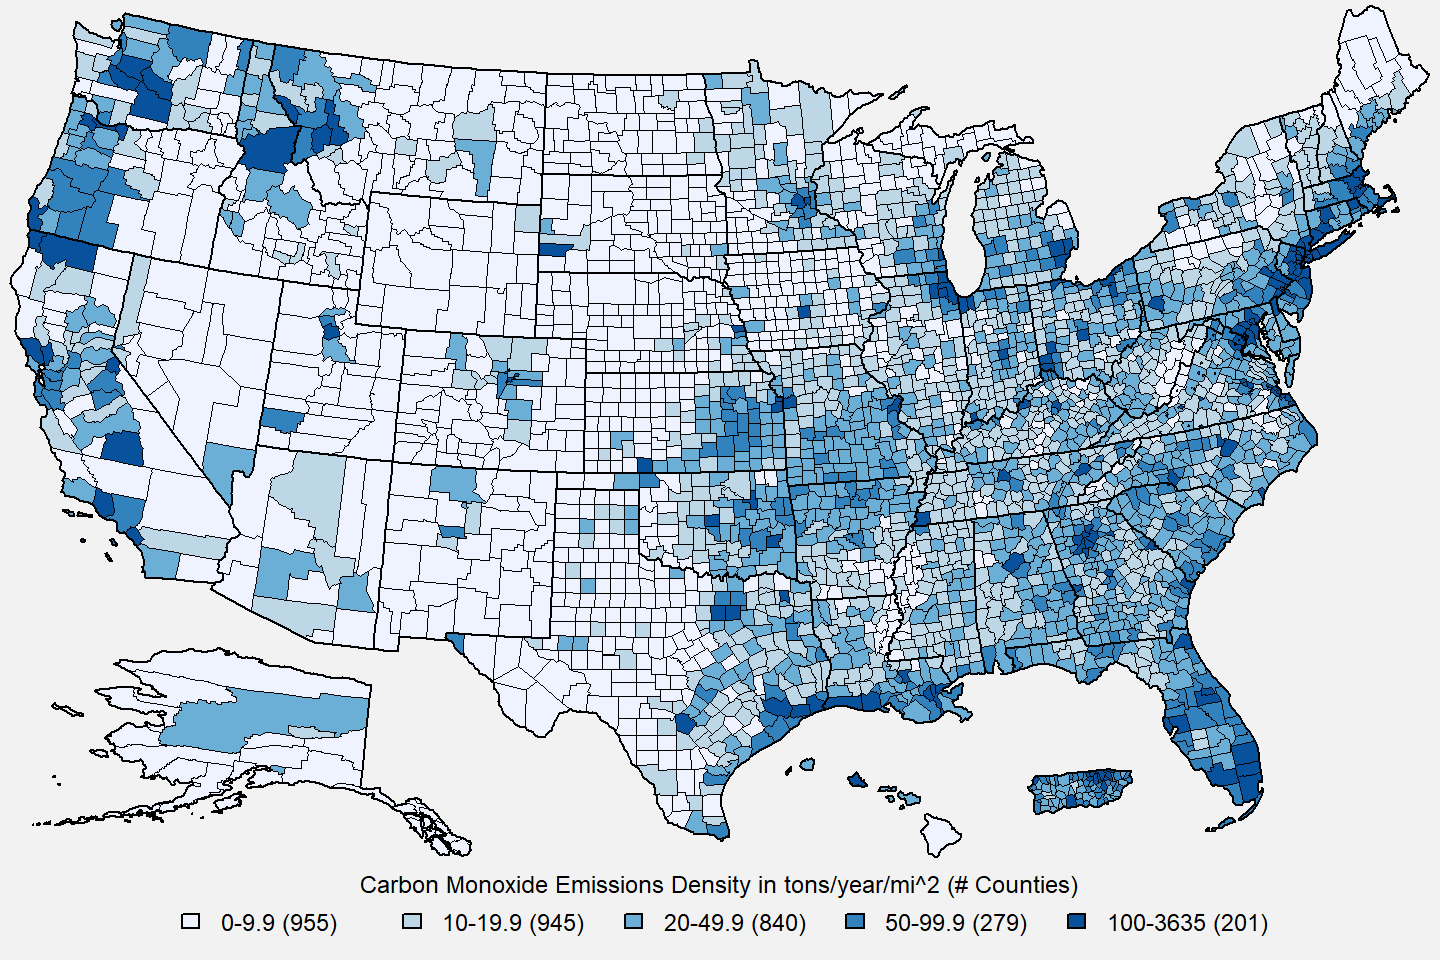 Carbon Monoxide Emissions Density in tons/year/mi^2 (# Counties)
0-9.9 (955) 10-19.9 (945) 20-49.9 (840) 50-99.9 (279) 100-3635 (201)